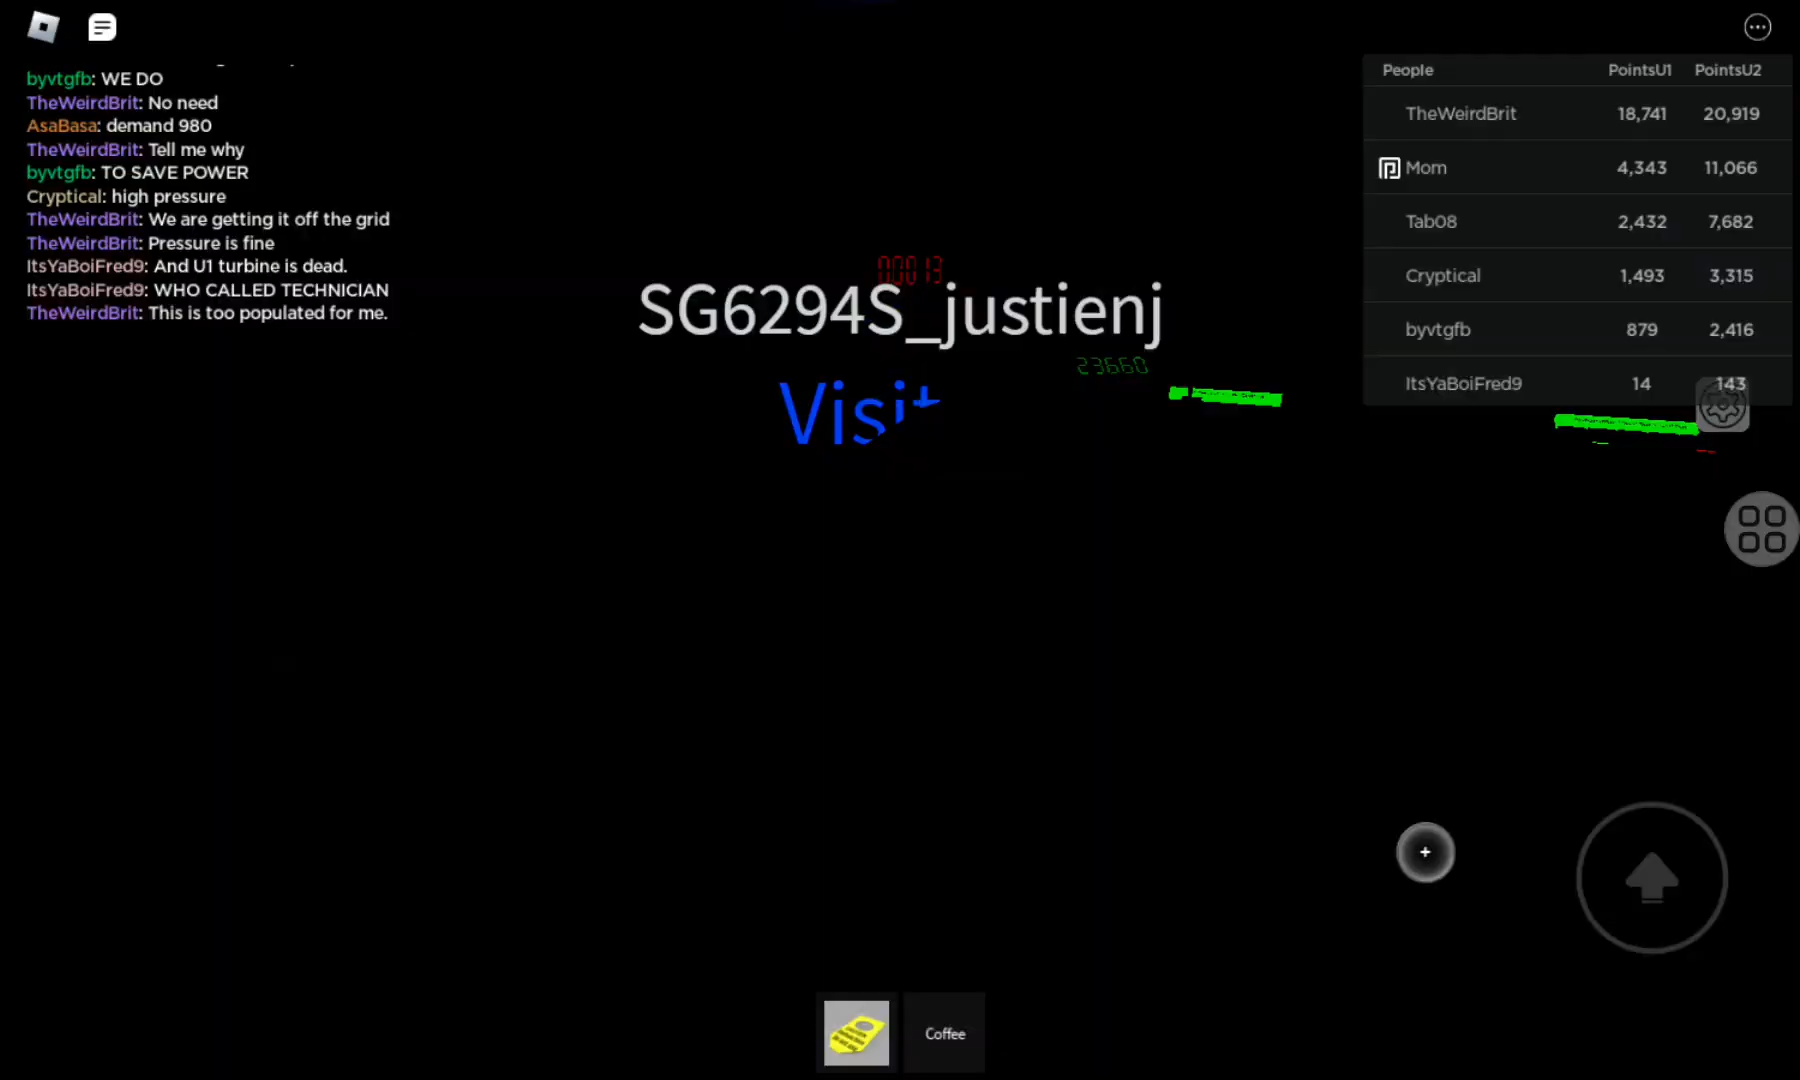 byvtgfb: WE DO
TheWeirdBrit: No need
AsaBasa: demand 980
TheWeirdBrit: Tell me why
byvtgfb: TO SAVE POWER
Cryptical: high pressure
TheWeirdBrit: We are getting it off the grid
TheWeirdBrit: Pressure is fine
ItsYaBoiFred9: And U1 turbine is dead.
ItsYaBoiFred9: WHO CALLED TECHNICIAN
TheWeirdBrit: This is too populated for me.
People PointsU1 PointsU2
TheWeirdBrit 18,741 20,919
Mom 4,343 11,066
Tab08 2,432 7,682
Cryptical 1,493 3,315
byvtgfb 879 2,416
ItsYaBoiFred9 14 143
00013
SG6294S_justienj
23660
Visit
Coffee